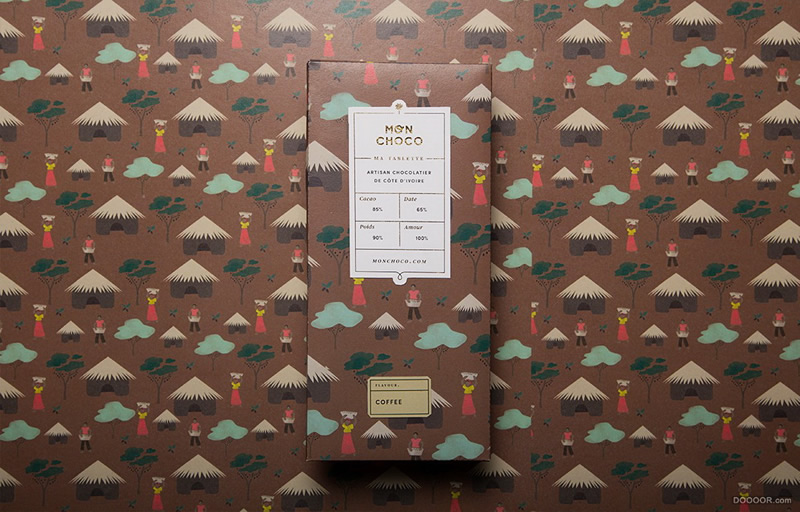 MON
CHOCO
MA TABLETTE
ARTISAN CHOCOLATIER
DE CÔTE D'IVOIRE
Cacao
85%
Date
65%
Poids
90%
Amour
100%
MONCHOCO.COM
FLAVOUR.
COFFEE
DOOOOR.com